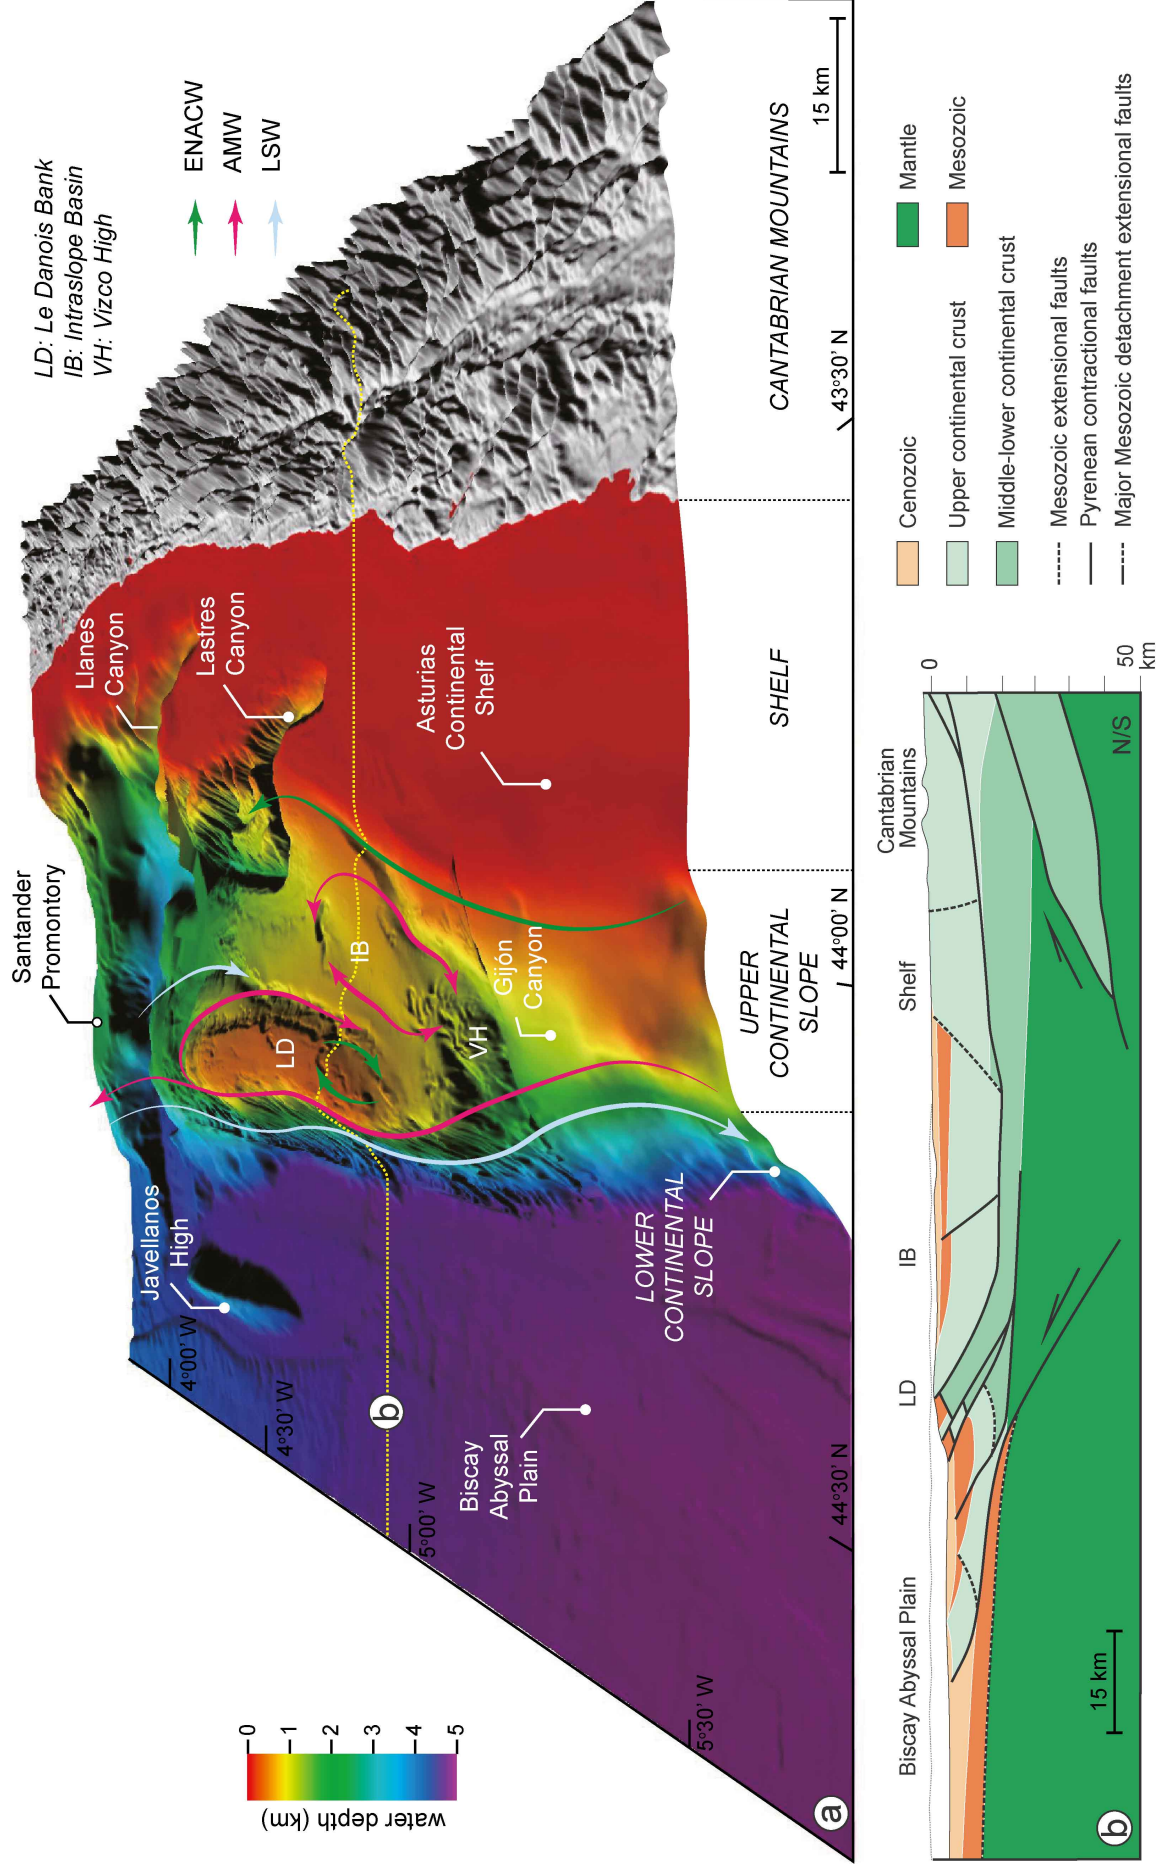 LD: Le Danois Bank
IB: Intraslope Basin
VH: Vizco High
ENACW
AMW
LSW
water depth (km)
0
1
2
3
4
5
Santander
Promontory
Llanes
Canyon
Lastres
Canyon
Javellanos
High
LD
IB
VH
Gijón
Canyon
Asturias
Continental
Shelf
Biscay
Abyssal
Plain
LOWER
CONTINENTAL
SLOPE
UPPER
CONTINENTAL
SLOPE
SHELF
CANTABRIAN MOUNTAINS
4°00' W
4°30' W
5°00' W
5°30' W
44°30' N
44°00' N
43°30' N
15 km
b
a
Biscay Abyssal Plain
LD
IB
Shelf
Cantabrian
Mountains
0
50
km
N/S
15 km
b
Cenozoic
Upper continental crust
Middle-lower continental crust
Mantle
Mesozoic
Mesozoic extensional faults
Pyrenean contractional faults
Major Mesozoic detachment extensional faults